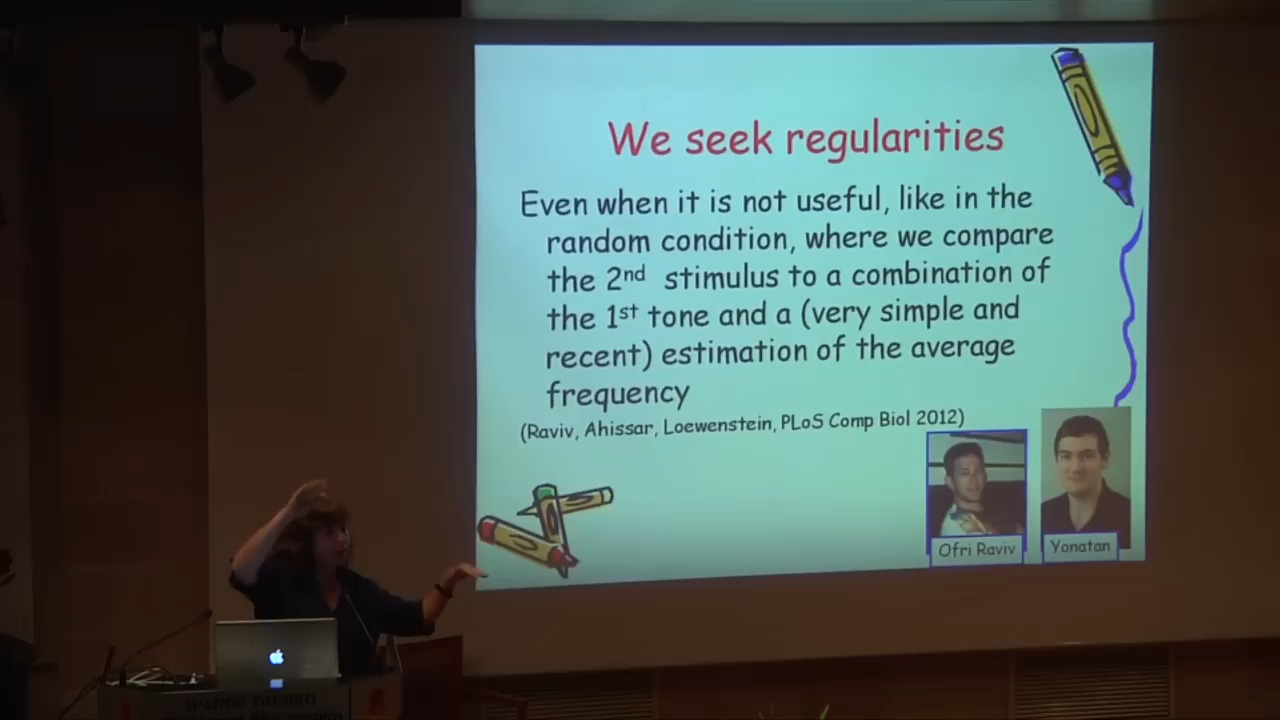 We seek regularities
Even when it is not useful, like in the
random condition, where we compare
the 2nd stimulus to a combination of
the 1st tone and a (very simple and
recent) estimation of the average
frequency
(Raviv, Ahissar, Loewenstein, PLoS Comp Biol 2012)
Ofri Raviv
Yonatan